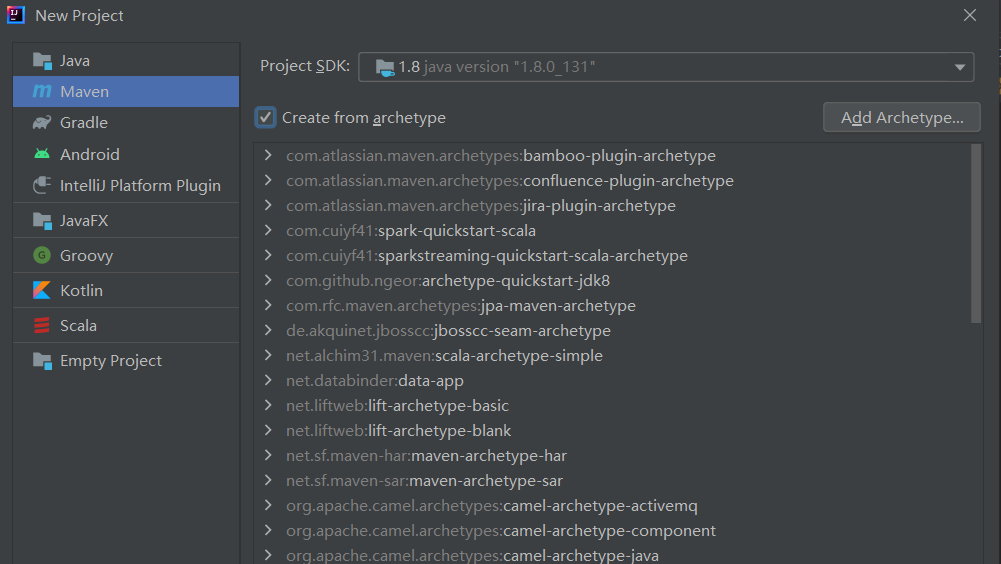 New Project
Java
Maven
Gradle
Android
IntelliJ Platform Plugin
JavaFX
Groovy
Kotlin
Scala
Empty Project
Project SDK: 1.8 java version "1.8.0_131"
Create from archetype
Add Archetype...
com.atlassian.maven.archetypes:bamboo-plugin-archetype
com.atlassian.maven.archetypes:confluence-plugin-archetype
com.atlassian.maven.archetypes:jira-plugin-archetype
com.cuiyf41:spark-quickstart-scala
com.cuiyf41:sparkstreaming-quickstart-scala-archetype
com.github.ngeor:archetype-quickstart-jdk8
com.rfc.maven.archetypes:jpa-maven-archetype
de.akquinet.jbosscc:jbosscc-seam-archetype
net.alchim31.maven:scala-archetype-simple
net.databinder:data-app
net.liftweb:lift-archetype-basic
net.liftweb:lift-archetype-blank
net.sf.maven-har:maven-archetype-har
net.sf.maven-sar:maven-archetype-sar
org.apache.camel.archetypes:camel-archetype-activemq
org.apache.camel.archetypes:camel-archetype-component
org.apache.camel.archetypes:camel-archetype-java